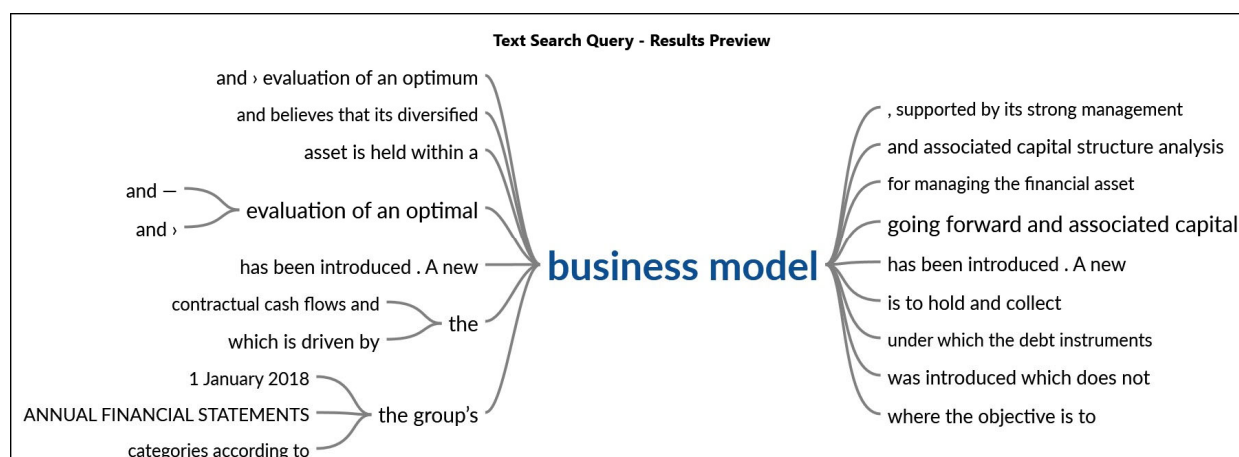 Text Search Query - Results Preview
and › evaluation of an optimum
and believes that its diversified
asset is held within a
and —
and ›
evaluation of an optimal
has been introduced . A new
contractual cash flows and
which is driven by
the
1 January 2018
ANNUAL FINANCIAL STATEMENTS
categories according to
the group's
business model
, supported by its strong management
and associated capital structure analysis
for managing the financial asset
going forward and associated capital
has been introduced . A new
is to hold and collect
under which the debt instruments
was introduced which does not
where the objective is to